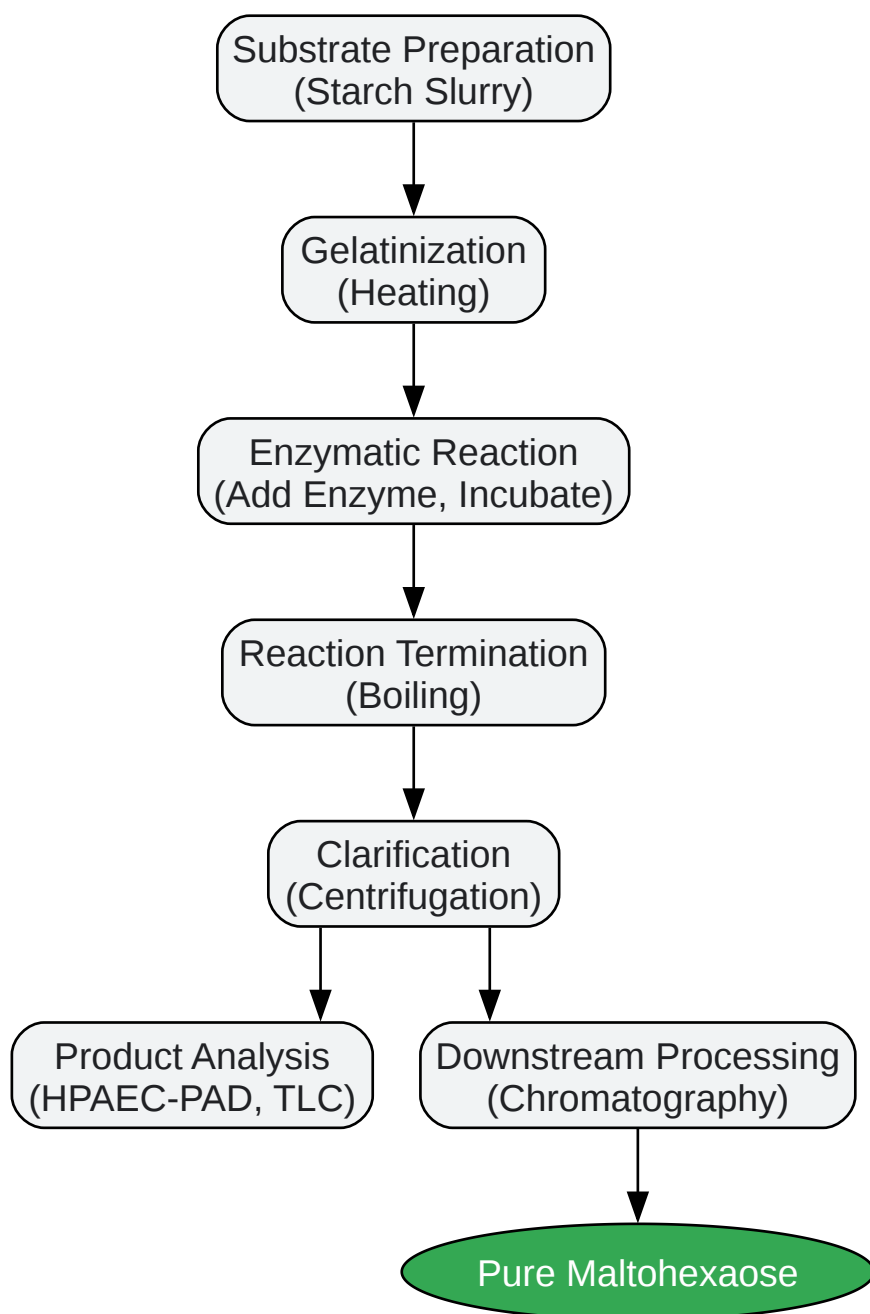 Substrate Preparation
(Starch Slurry)
Gelatinization
(Heating)
Enzymatic Reaction
(Add Enzyme, Incubate)
Reaction Termination
(Boiling)
Clarification
(Centrifugation)
Product Analysis
(HPAEC-PAD, TLC)
Downstream Processing
(Chromatography)
Pure Maltohexaose